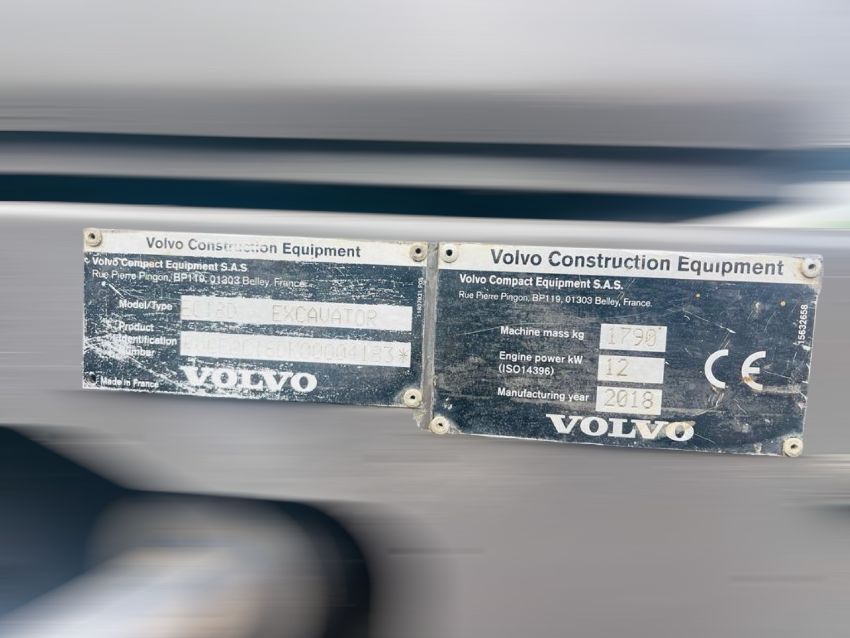 Volvo Construction Equipment
Volvo Compact Equipment S.A.S
Rue Pierre Pingon, BP119, 01303 Belley, France.
Model/Type EXCAVATOR
Product
Identification
Number
VOLVO
Made in France
Volvo Construction Equipment
Volvo Compact Equipment S.A.S.
Rue Pierre Pingon, BP119, 01303 Belley, France.
Machine mass kg 1790
Engine power kW 12
(ISO14396)
Manufacturing year 2018
CE
VOLVO
15632658